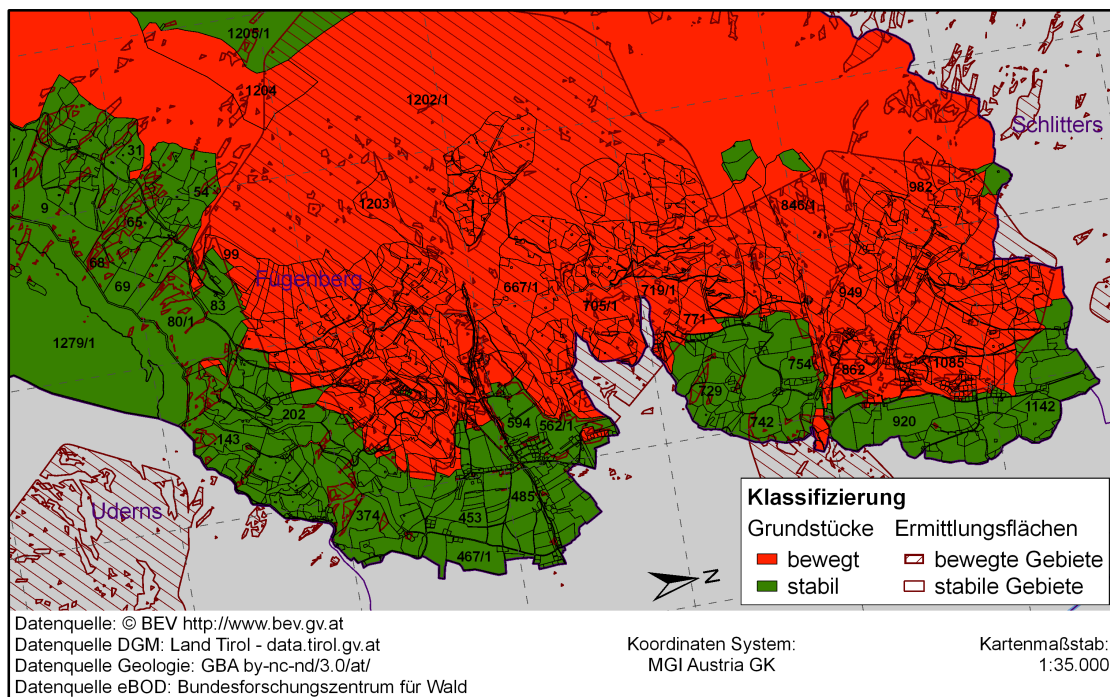 1205/1
1204
1202/1
Schlitters
31
1
54
982
9
1203
846/1
65
99
68
Fügenberg
69
83
667/1
719/1
949
705/1
80/1
771
1279/1
754
862
1085
729
202
1142
594
562/1
742
920
143
485
Uderns
374
453
467/1
N
Klassifizierung
Grundstücke Ermittlungsflächen
bewegt bewegte Gebiete
stabil stabile Gebiete
Datenquelle: © BEV http://www.bev.gv.at
Datenquelle DGM: Land Tirol - data.tirol.gv.at
Datenquelle Geologie: GBA by-nc-nd/3.0/at/
Datenquelle eBOD: Bundesforschungszentrum für Wald
Koordinaten System:
MGI Austria GK
Kartenmaßstab:
1:35.000